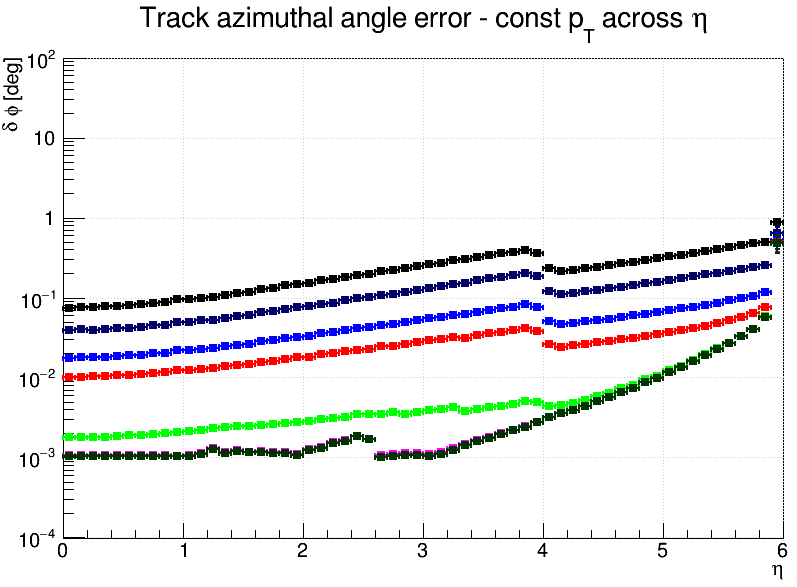 Track azimuthal angle error - const p_T across η
δ φ [deg]
10^2
10
1
10^-1
10^-2
10^-3
10^-4
0 1 2 3 4 5 6
η